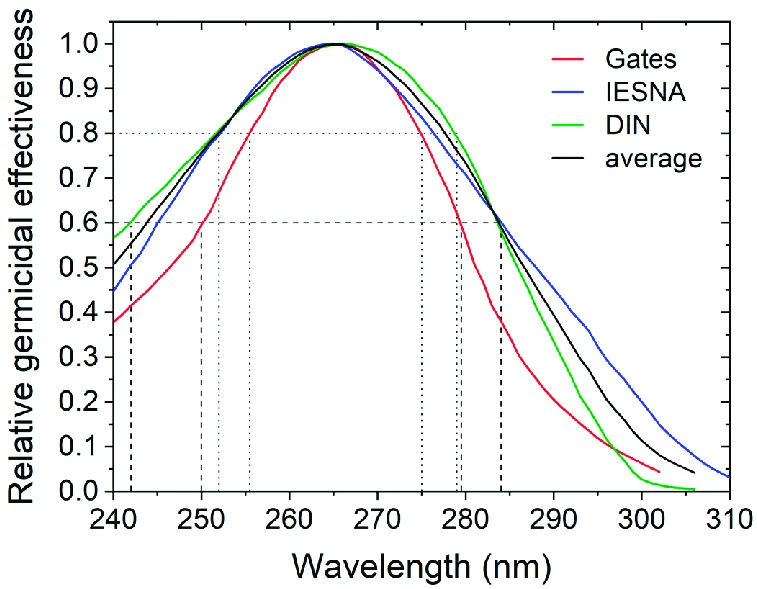 Relative germicidal effectiveness
1.0
0.9
0.8
0.7
0.6
0.5
0.4
0.3
0.2
0.1
0.0
Gates
IESNA
DIN
average
240 250 260 270 280 290 300 310
Wavelength (nm)